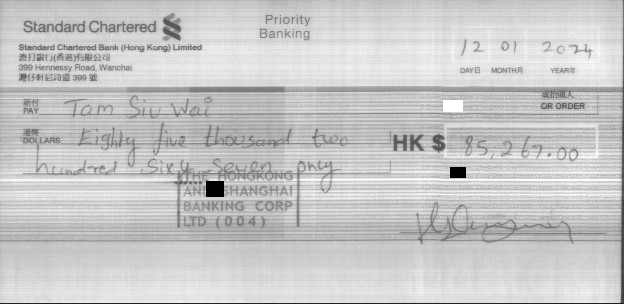 Standard Chartered
Priority
Banking
Standard Chartered Bank (Hong Kong) Limited
渣打銀行(香港)有限公司
399 Hennessy Road, Wanchai
灣仔軒尼詩道 399 號
12 01 2024
DAY日 MONTH月 YEAR年
祈付
PAY
Tam Siu Wai
或指領人
OR ORDER
港幣
DOLLARS
Eighty five thousand two
hundred sixty seven only
HK $ 85,267.00
THE HONGKONG
AND SHANGHAI
BANKING CORP
LTD (004)